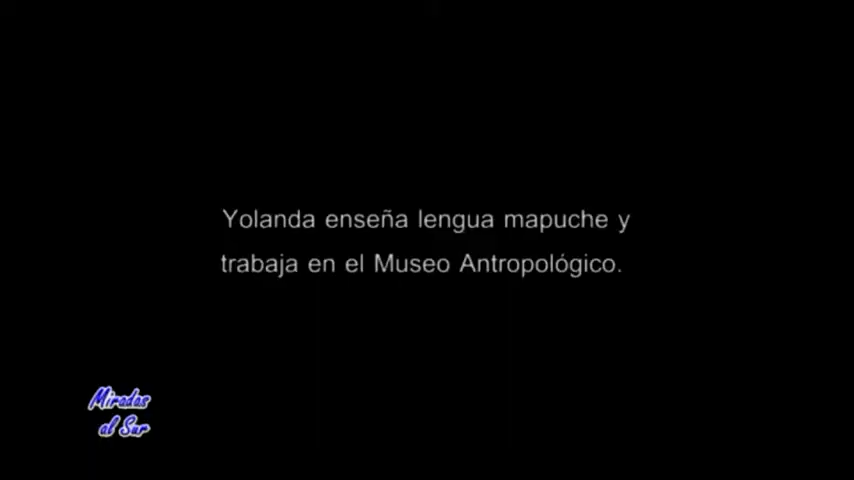 Yolanda enseña lengua mapuche y
trabaja en el Museo Antropológico.
Miradas
al Sur